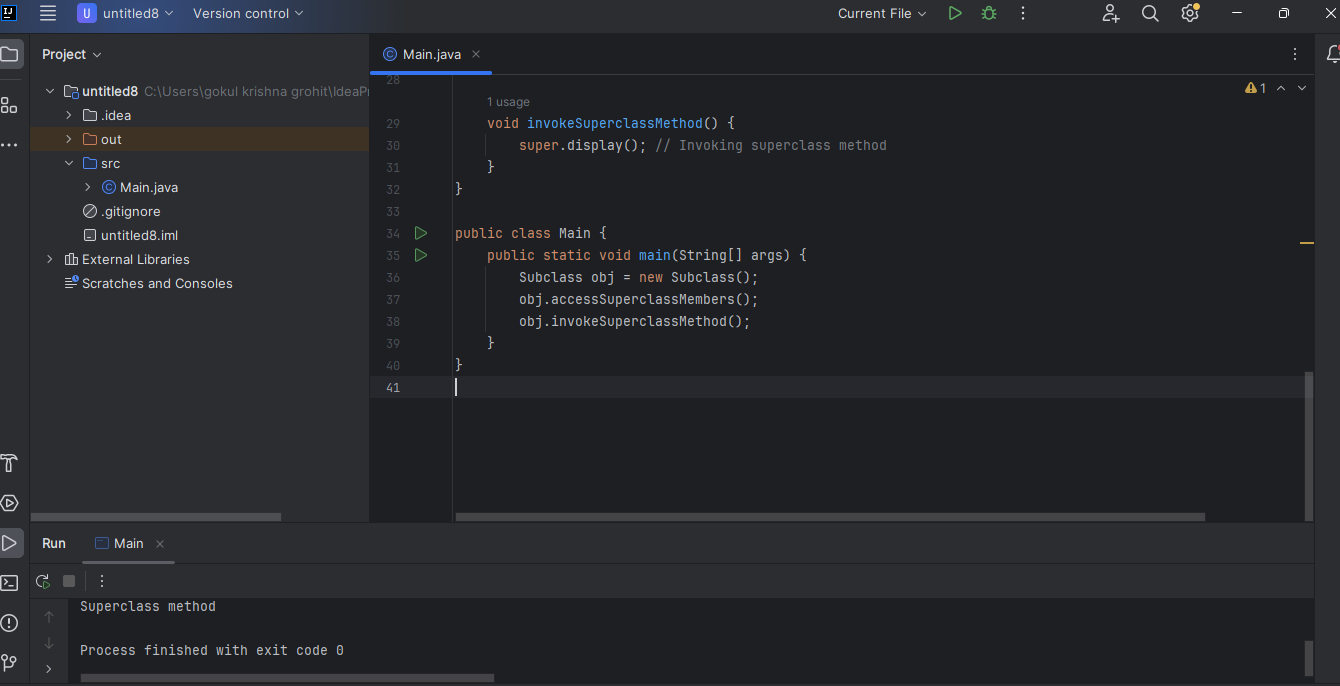 U untitled8 Version control Current File
Project
Main.java
untitled8 C:\Users\gokul krishna grohit\IdeaPr
.idea
out
src
Main.java
.gitignore
untitled8.iml
External Libraries
Scratches and Consoles
28
1 usage
29 void invokeSuperclassMethod() {
30 super.display(); // Invoking superclass method
31 }
32 }
33
34 public class Main {
35 public static void main(String[] args) {
36 Subclass obj = new Subclass();
37 obj.accessSuperclassMembers();
38 obj.invokeSuperclassMethod();
39 }
40 }
41
1
Run Main
Superclass method
Process finished with exit code 0